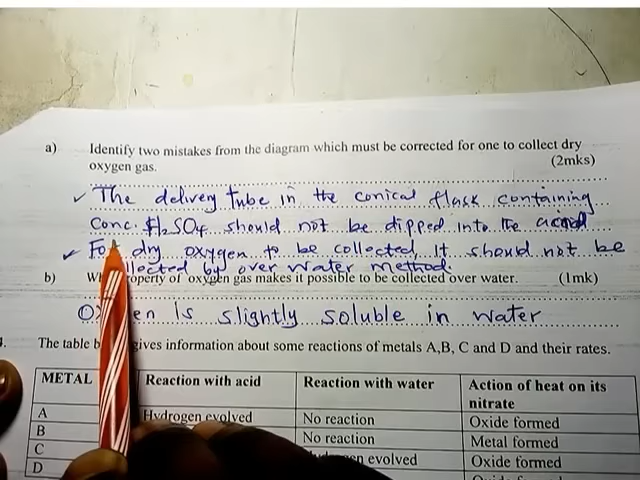 a) Identify two mistakes from the diagram which must be corrected for one to collect dry
oxygen gas. (2mks)
✓ The delivery tube in the conical flask containing
Conc. H2SO4 should not be dipped into the acid
✓ For dry oxygen to be collected, It should not be
llected by over water method.
b) W roperty of oxygen gas makes it possible to be collected over water. (1mk)
Ox en is slightly soluble in water
The table b gives information about some reactions of metals A,B, C and D and their rates.
METAL Reaction with acid Reaction with water Action of heat on its
nitrate
A Hydrogen evolved No reaction Oxide formed
B No reaction Metal formed
C en evolved Oxide formed
D